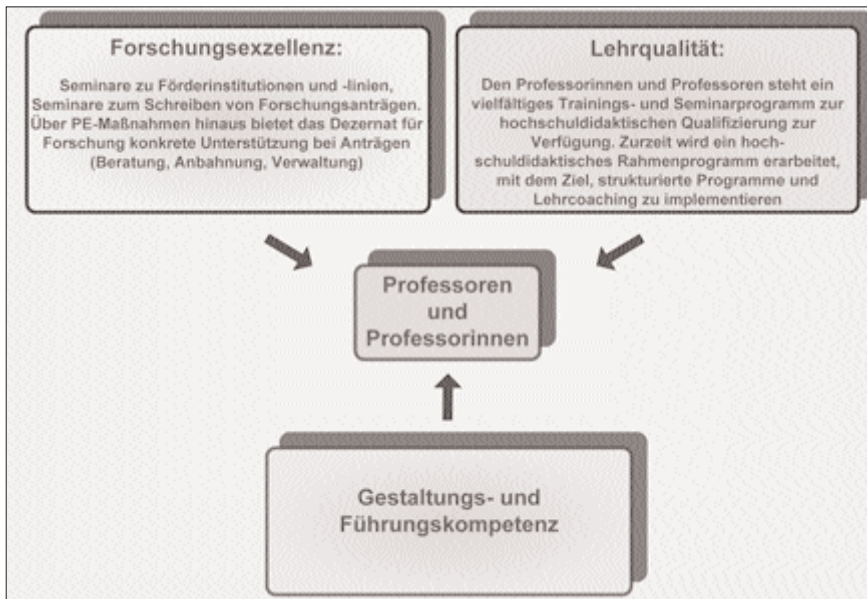 Forschungsexzellenz:
Seminare zu Förderinstitutionen und -linien,
Seminare zum Schreiben von Forschungsanträgen.
Über PE-Maßnahmen hinaus bietet das Dezernat für
Forschung konkrete Unterstützung bei Anträgen
(Beratung, Anbahnung, Verwaltung)
Lehrqualität:
Den Professorinnen und Professoren steht ein
vielfältiges Trainings- und Seminarprogramm zur
hochschuldidaktischen Qualifizierung zur
Verfügung. Zurzeit wird ein hoch-
schuldidaktisches Rahmenprogramm erarbeitet,
mit dem Ziel, strukturierte Programme und
Lehrcoaching zu implementieren
Professoren
und
Professorinnen
Gestaltungs- und
Führungskompetenz